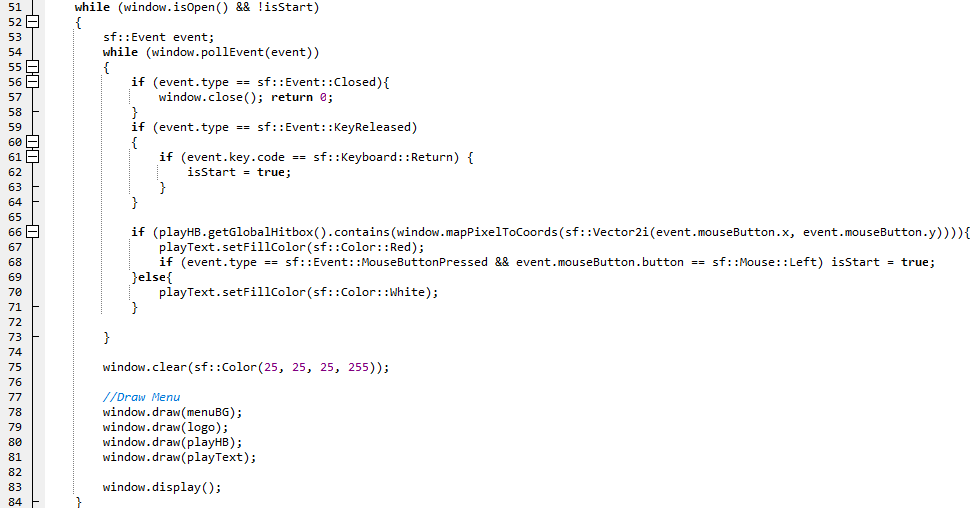 51 while (window.isOpen() && !isStart)
52 {
53 sf::Event event;
54 while (window.pollEvent(event))
55 {
56 if (event.type == sf::Event::Closed){
57 window.close(); return 0;
58 }
59 if (event.type == sf::Event::KeyReleased)
60 {
61 if (event.key.code == sf::Keyboard::Return) {
62 isStart = true;
63 }
64 }
65
66 if (playHB.getGlobalHitbox().contains(window.mapPixelToCoords(sf::Vector2i(event.mouseButton.x, event.mouseButton.y)))){
67 playText.setFillColor(sf::Color::Red);
68 if (event.type == sf::Event::MouseButtonPressed && event.mouseButton.button == sf::Mouse::Left) isStart = true;
69 }else{
70 playText.setFillColor(sf::Color::White);
71 }
72
73 }
74
75 window.clear(sf::Color(25, 25, 25, 255));
76
77 //Draw Menu
78 window.draw(menuBG);
79 window.draw(logo);
80 window.draw(playHB);
81 window.draw(playText);
82
83 window.display();
84 }